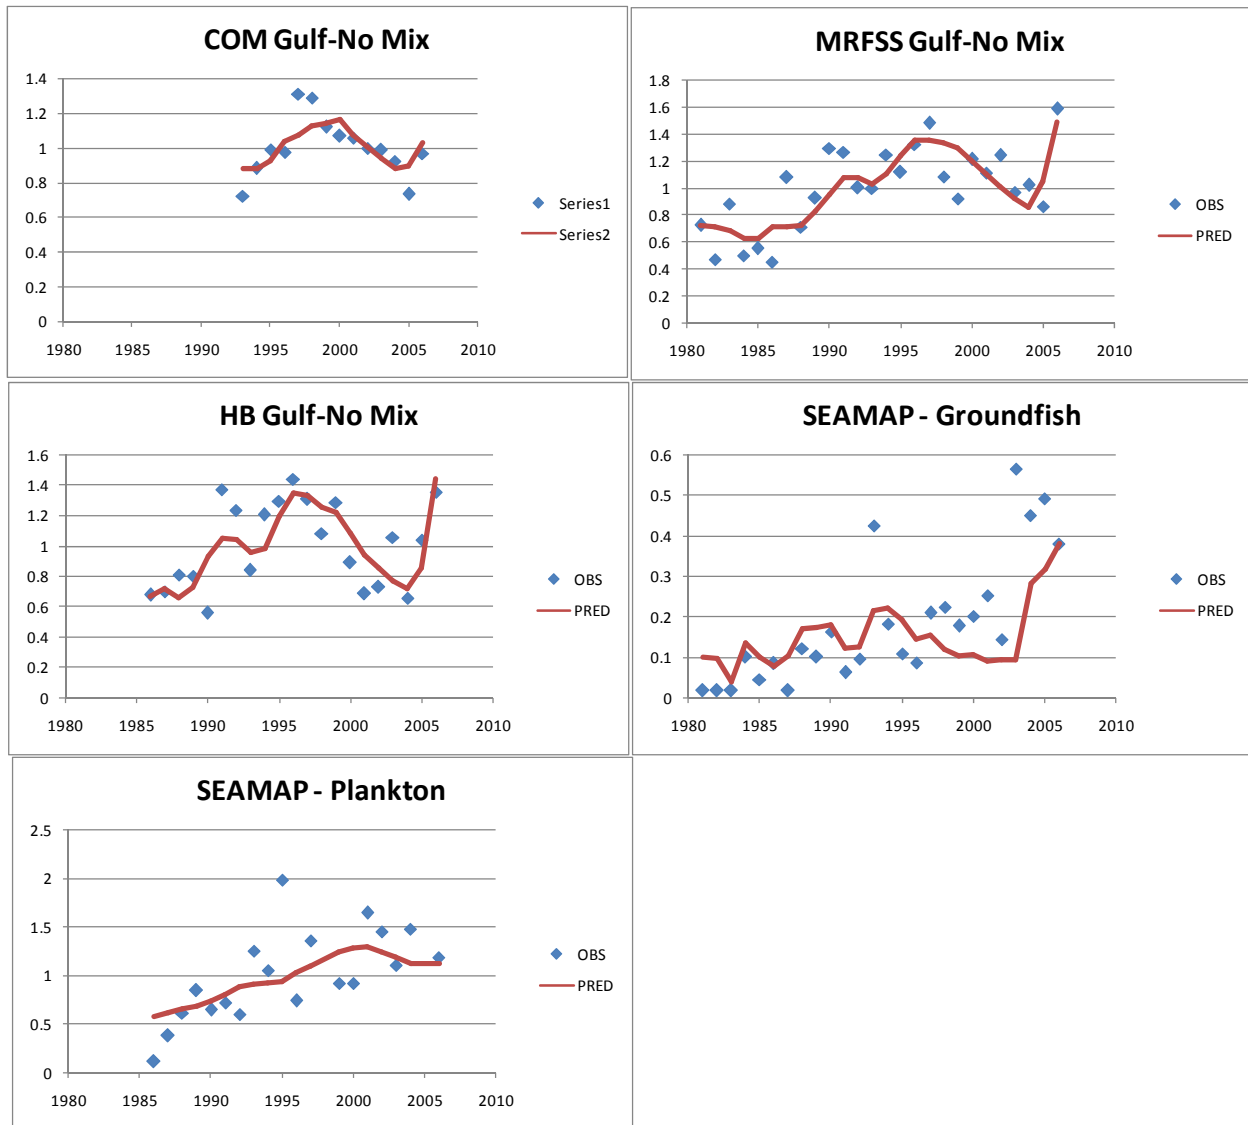 COM Gulf-No Mix
1.4
1.2
1
0.8
0.6
0.4
0.2
0
1980 1985 1990 1995 2000 2005 2010
Series1
Series2
MRFSS Gulf-No Mix
1.8
1.6
1.4
1.2
1
0.8
0.6
0.4
0.2
0
1980 1985 1990 1995 2000 2005 2010
OBS
PRED
HB Gulf-No Mix
1.6
1.4
1.2
1
0.8
0.6
0.4
0.2
0
1980 1985 1990 1995 2000 2005 2010
OBS
PRED
SEAMAP - Groundfish
0.6
0.5
0.4
0.3
0.2
0.1
0
1980 1985 1990 1995 2000 2005 2010
OBS
PRED
SEAMAP - Plankton
2.5
2
1.5
1
0.5
0
1980 1985 1990 1995 2000 2005 2010
OBS
PRED